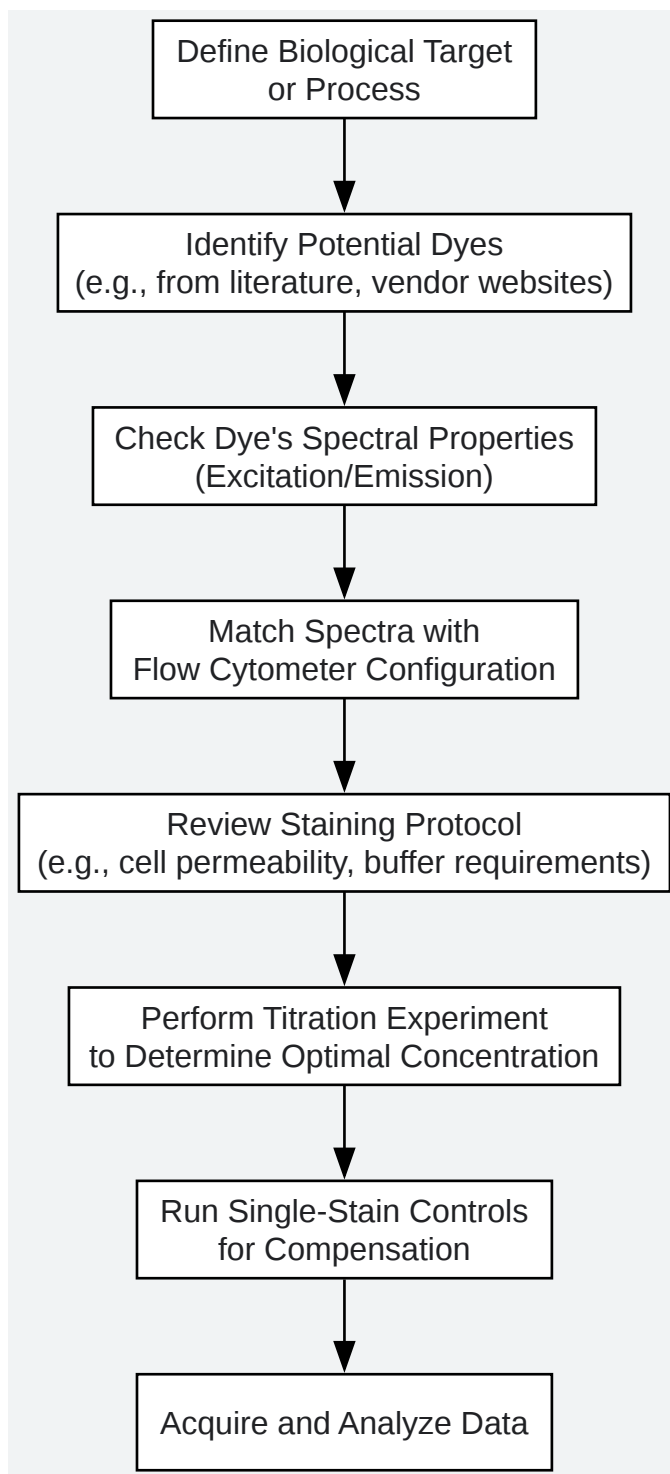 Define Biological Target
or Process
Identify Potential Dyes
(e.g., from literature, vendor websites)
Check Dye's Spectral Properties
(Excitation/Emission)
Match Spectra with
Flow Cytometer Configuration
Review Staining Protocol
(e.g., cell permeability, buffer requirements)
Perform Titration Experiment
to Determine Optimal Concentration
Run Single-Stain Controls
for Compensation
Acquire and Analyze Data